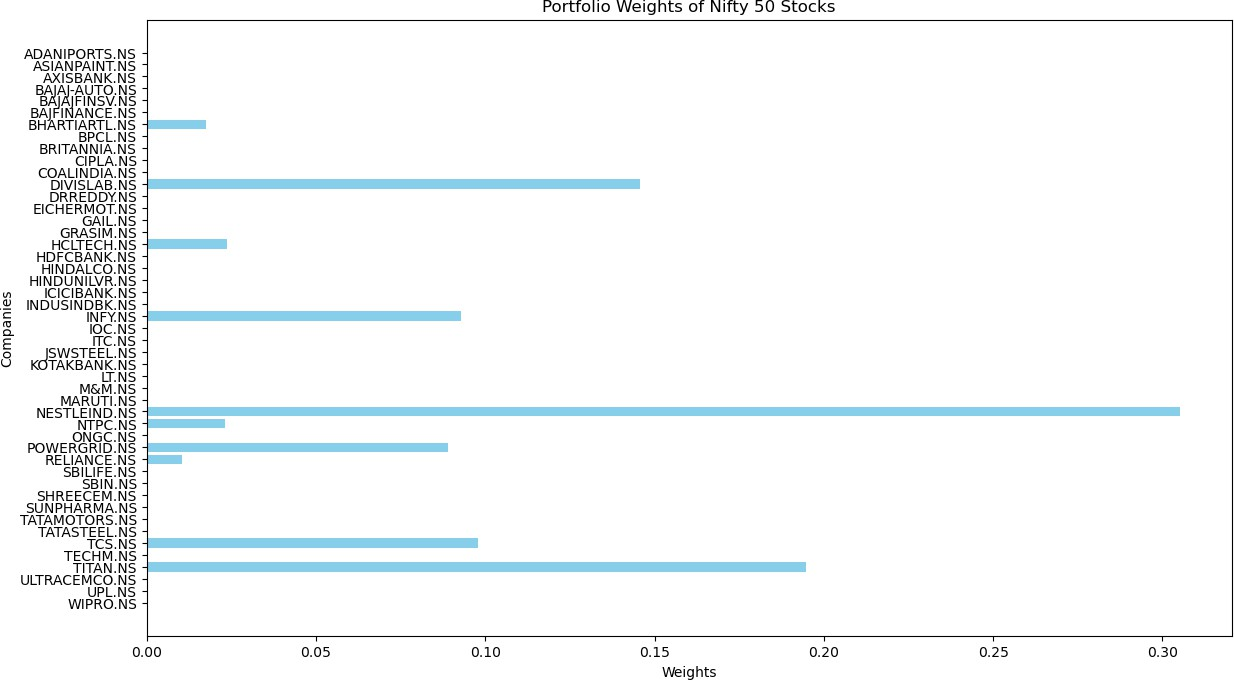 Portfolio Weights of Nifty 50 Stocks
ADANIPORTS.NS
ASIANPAINT.NS
AXISBANK.NS
BAJAJ-AUTO.NS
BAJAJFINSV.NS
BAJFINANCE.NS
BHARTIARTL.NS
BPCL.NS
BRITANNIA.NS
CIPLA.NS
COALINDIA.NS
DIVISLAB.NS
DRREDDY.NS
EICHERMOT.NS
GAIL.NS
GRASIM.NS
HCLTECH.NS
HDFCBANK.NS
HINDALCO.NS
HINDUNILVR.NS
ICICIBANK.NS
INDUSINDBK.NS
INFY.NS
IOC.NS
ITC.NS
JSWSTEEL.NS
KOTAKBANK.NS
LT.NS
M&M.NS
MARUTI.NS
NESTLEIND.NS
NTPC.NS
ONGC.NS
POWERGRID.NS
RELIANCE.NS
SBILIFE.NS
SBIN.NS
SHREECEM.NS
SUNPHARMA.NS
TATAMOTORS.NS
TATASTEEL.NS
TCS.NS
TECHM.NS
TITAN.NS
ULTRACEMCO.NS
UPL.NS
WIPRO.NS
Companies
0.00 0.05 0.10 0.15 0.20 0.25 0.30
Weights